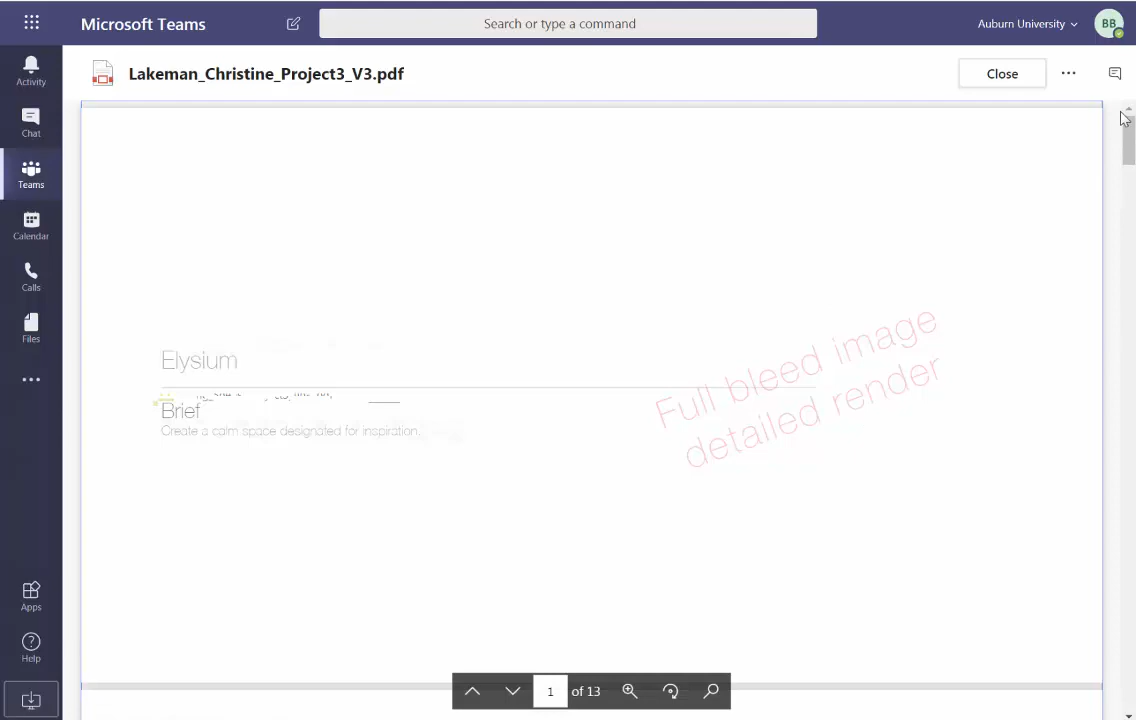 Microsoft Teams
Search or type a command
Auburn University
BB
Activity
Chat
Teams
Calendar
Calls
Files
Apps
Help
Lakeman_Christine_Project3_V3.pdf
Close
Elysium
Brief
Create a calm space designated for inspiration.
Full bleed image
detailed render
1 of 13